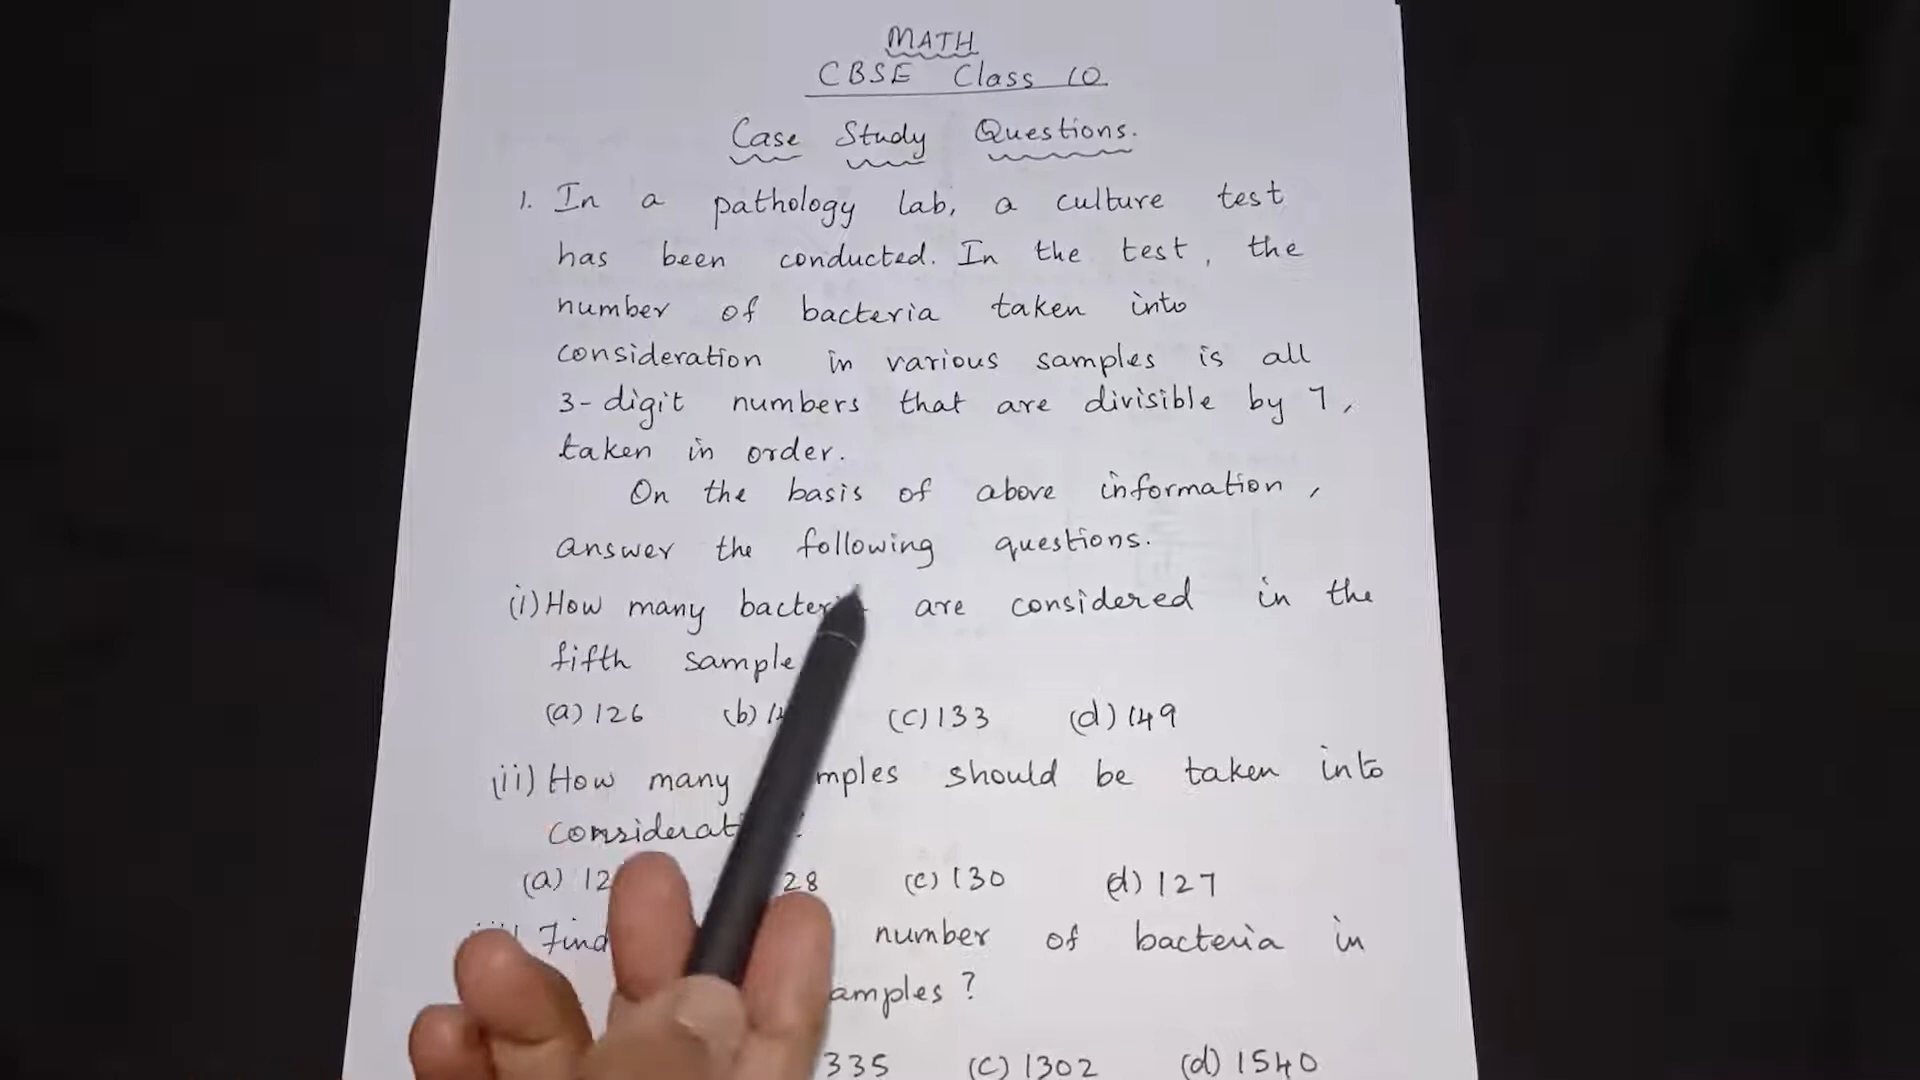 MATH
CBSE Class 10
Case Study Questions.
1. In a pathology lab, a culture test
has been conducted. In the test, the
number of bacteria taken into
consideration in various samples is all
3-digit numbers that are divisible by 7,
taken in order.
On the basis of above information,
answer the following questions.
(i) How many are considered in the
fifth sample
(a) 126 (b) (c) 133 (d) 149
(ii) How many should be taken into
(a) (c) 130 (d) 127
Find number of bacteria in
?
(c) 1302 (d) 1540